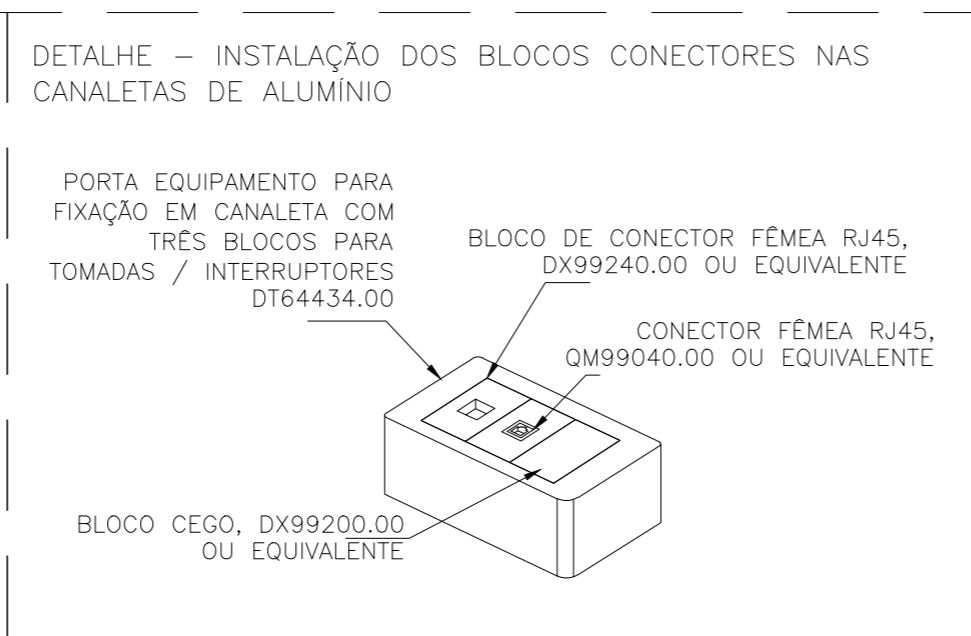 DETALHE – INSTALAÇÃO DOS BLOCOS CONECTORES NAS
CANALETAS DE ALUMÍNIO
PORTA EQUIPAMENTO PARA
FIXAÇÃO EM CANALETA COM
TRÊS BLOCOS PARA
TOMADAS / INTERRUPTORES
DT64434.00
BLOCO DE CONECTOR FÊMEA RJ45,
DX99240.00 OU EQUIVALENTE
CONECTOR FÊMEA RJ45,
QM99040.00 OU EQUIVALENTE
BLOCO CEGO, DX99200.00
OU EQUIVALENTE